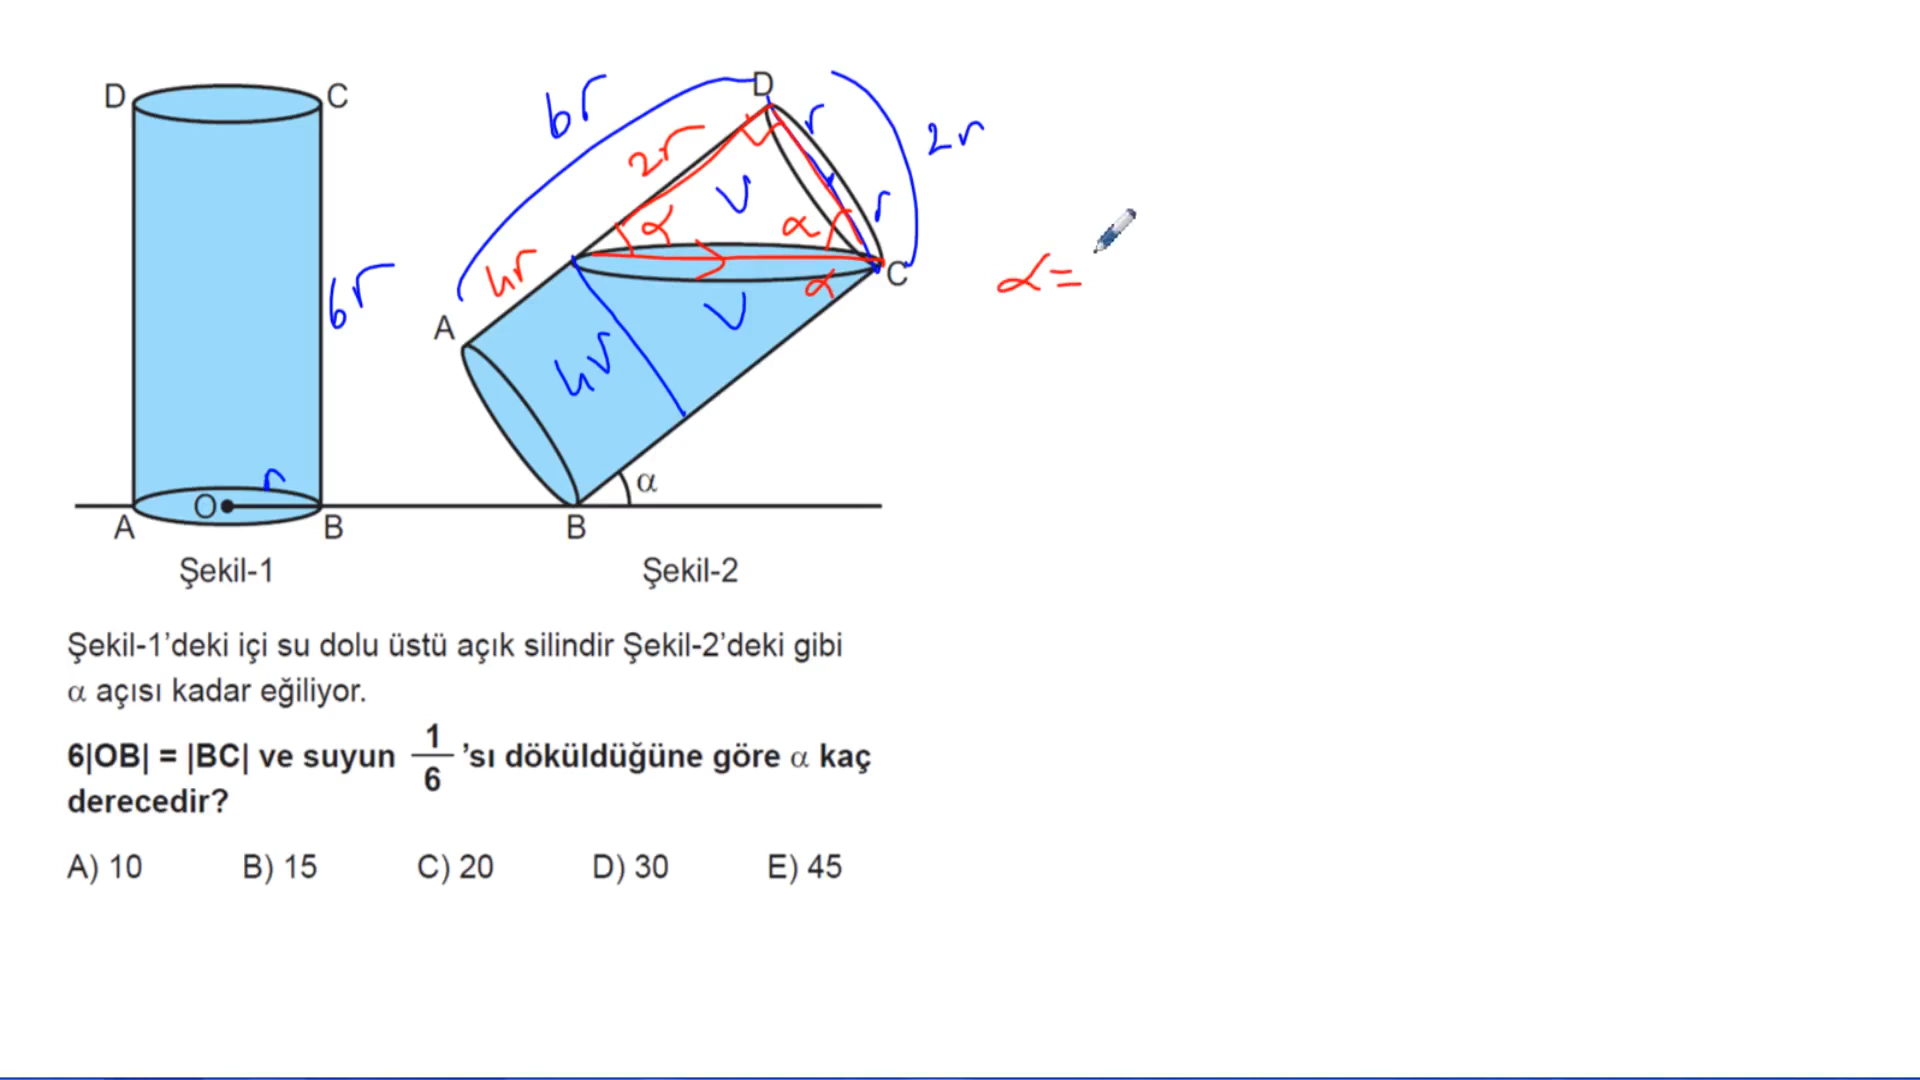 D
C
D
6r
r
2r
2r
V
r
α
α
4r
α
C
α=
6r
A
V
4V
r
O
α
A
B
B
Şekil-1
Şekil-2
Şekil-1’deki içi su dolu üstü açık silindir Şekil-2’deki gibi
α açısı kadar eğiliyor.
6|OB| = |BC| ve suyun 1/6 ’sı döküldüğüne göre α kaç
derecedir?
A) 10 B) 15 C) 20 D) 30 E) 45